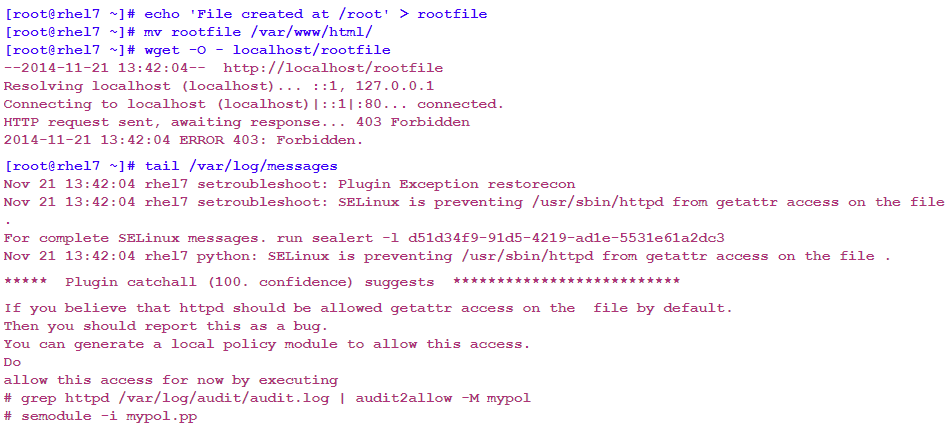 [root@rhel7 ~]# echo 'File created at /root' > rootfile
[root@rhel7 ~]# mv rootfile /var/www/html/
[root@rhel7 ~]# wget -O - localhost/rootfile
--2014-11-21 13:42:04--  http://localhost/rootfile
Resolving localhost (localhost)... ::1, 127.0.0.1
Connecting to localhost (localhost)|::1|:80... connected.
HTTP request sent, awaiting response... 403 Forbidden
2014-11-21 13:42:04 ERROR 403: Forbidden.
[root@rhel7 ~]# tail /var/log/messages
Nov 21 13:42:04 rhel7 setroubleshoot: Plugin Exception restorecon
Nov 21 13:42:04 rhel7 setroubleshoot: SELinux is preventing /usr/sbin/httpd from getattr access on the file
.
For complete SELinux messages. run sealert -l d51d34f9-91d5-4219-ad1e-5531e61a2dc3
Nov 21 13:42:04 rhel7 python: SELinux is preventing /usr/sbin/httpd from getattr access on the file .
*****  Plugin catchall (100. confidence) suggests  **************************
If you believe that httpd should be allowed getattr access on the  file by default.
Then you should report this as a bug.
You can generate a local policy module to allow this access.
Do
allow this access for now by executing
# grep httpd /var/log/audit/audit.log | audit2allow -M mypol
# semodule -i mypol.pp